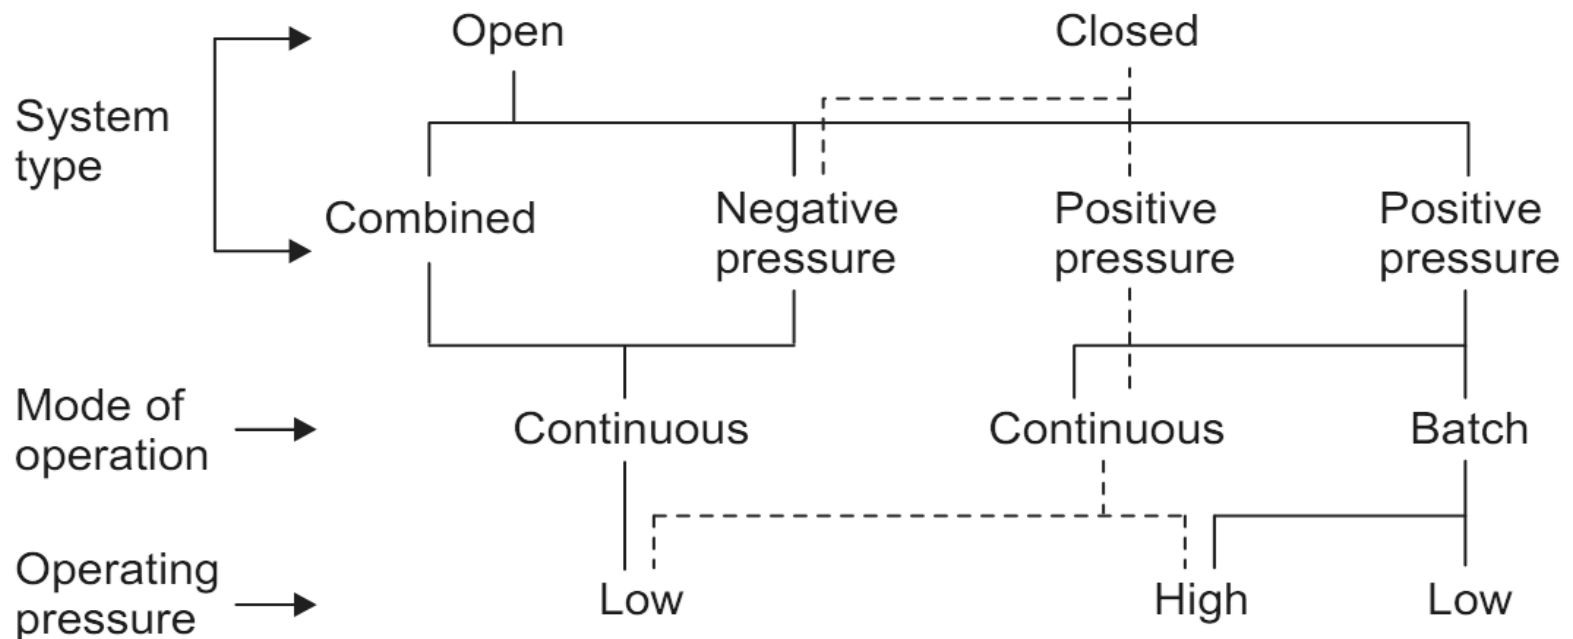 Open
Closed
System
type
Combined
Negative
pressure
Positive
pressure
Positive
pressure
Mode of
operation
Continuous
Continuous
Batch
Operating
pressure
Low
High
Low